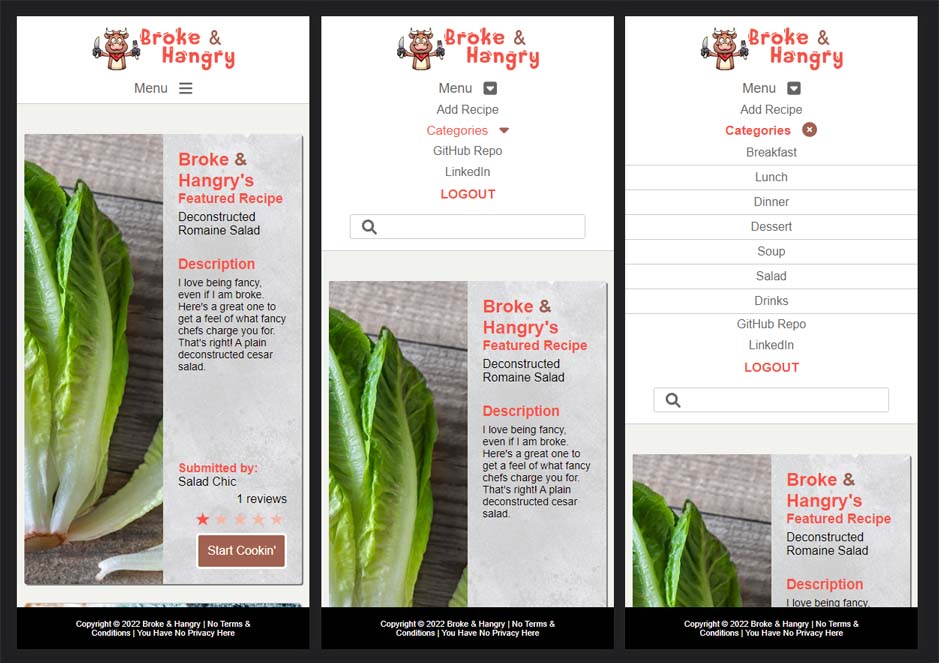 Broke &
Hangry
Menu
Broke &
Hangry's
Featured Recipe
Deconstructed
Romaine Salad
Description
I love being fancy,
even if I am broke.
Here's a great one to
get a feel of what fancy
chefs charge you for.
That's right! A plain
deconstructed cesar
salad.
Submitted by:
Salad Chic
1 reviews
Start Cookin'
Copyright © 2022 Broke & Hangry | No Terms &
Conditions | You Have No Privacy Here
Broke &
Hangry
Menu
Add Recipe
Categories
GitHub Repo
LinkedIn
LOGOUT
Broke &
Hangry's
Featured Recipe
Deconstructed
Romaine Salad
Description
I love being fancy,
even if I am broke.
Here's a great one to
get a feel of what fancy
chefs charge you for.
That's right! A plain
deconstructed cesar
salad.
Copyright © 2022 Broke & Hangry | No Terms &
Conditions | You Have No Privacy Here
Broke &
Hangry
Menu
Add Recipe
Categories
Breakfast
Lunch
Dinner
Dessert
Soup
Salad
Drinks
GitHub Repo
LinkedIn
LOGOUT
Broke &
Hangry's
Featured Recipe
Deconstructed
Romaine Salad
Description
I love being fancy,
Copyright © 2022 Broke & Hangry | No Terms &
Conditions | You Have No Privacy Here